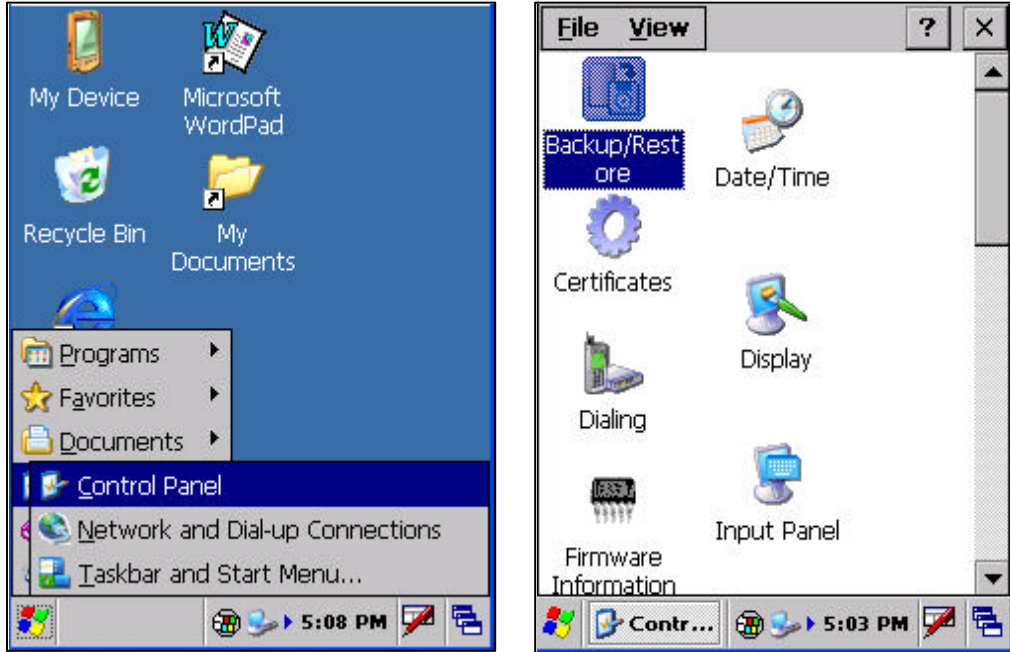 My Device
Microsoft
WordPad
Recycle Bin
My
Documents
Programs
Favorites
Documents
Control Panel
Network and Dial-up Connections
Taskbar and Start Menu...
5:08 PM
File View ? ×
Backup/Rest
ore
Date/Time
Certificates
Display
Dialing
Input Panel
Firmware
Information
Contr... 5:03 PM